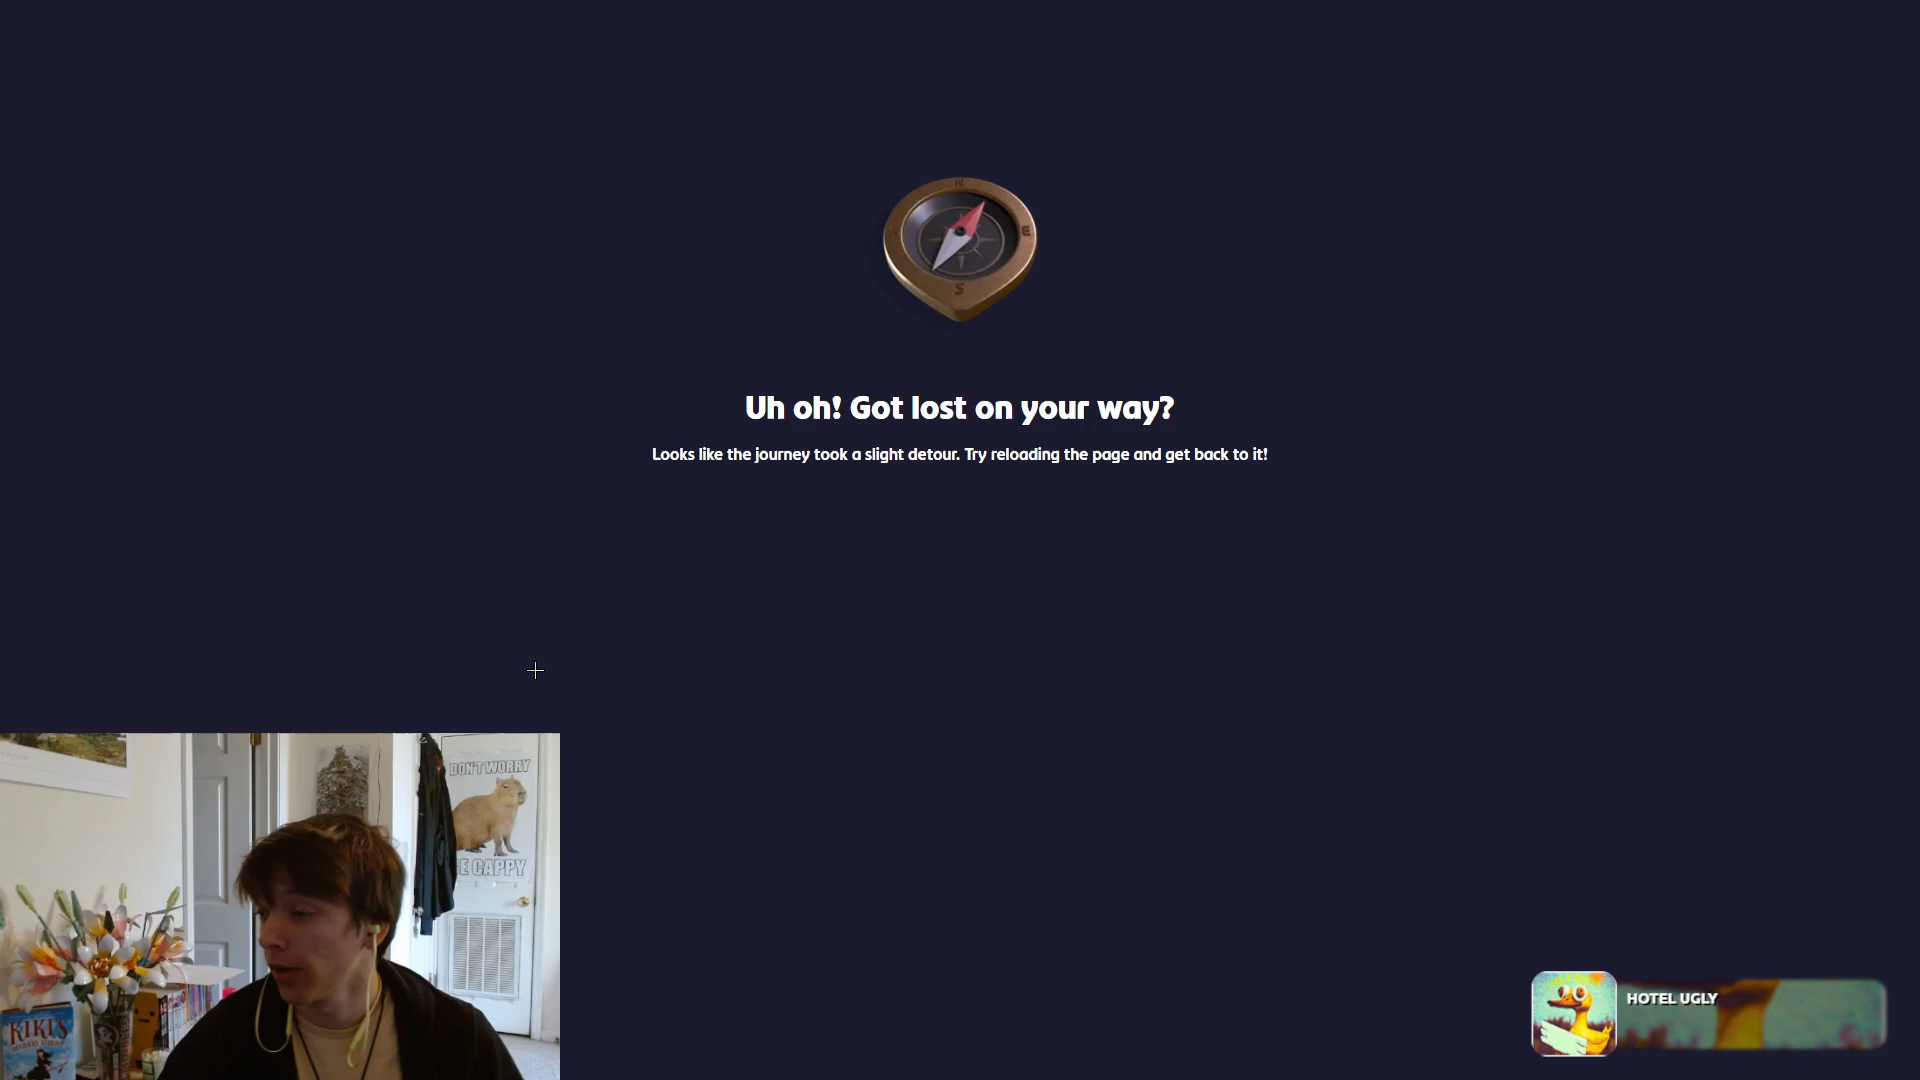 N
E
S
Uh oh! Got lost on your way?
Looks like the journey took a slight detour. Try reloading the page and get back to it!
DON'T WORRY
E CAPPY
KIKI'S
HOTEL UGLY